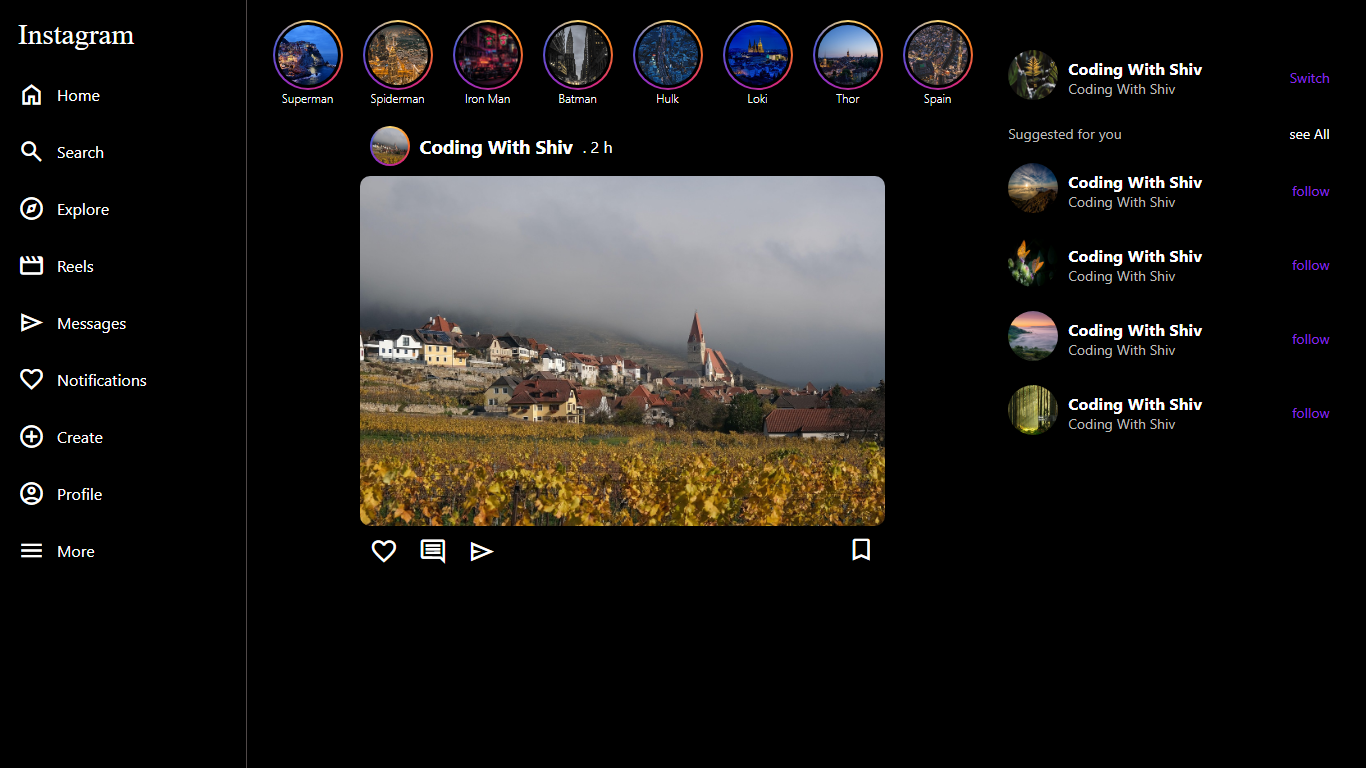 Instagram
Home
Search
Explore
Reels
Messages
Notifications
Create
Profile
More
Superman
Spiderman
Iron Man
Batman
Hulk
Loki
Thor
Spain
Coding With Shiv . 2 h
Coding With Shiv
Coding With Shiv
Switch
Suggested for you
see All
Coding With Shiv
Coding With Shiv
follow
Coding With Shiv
Coding With Shiv
follow
Coding With Shiv
Coding With Shiv
follow
Coding With Shiv
Coding With Shiv
follow